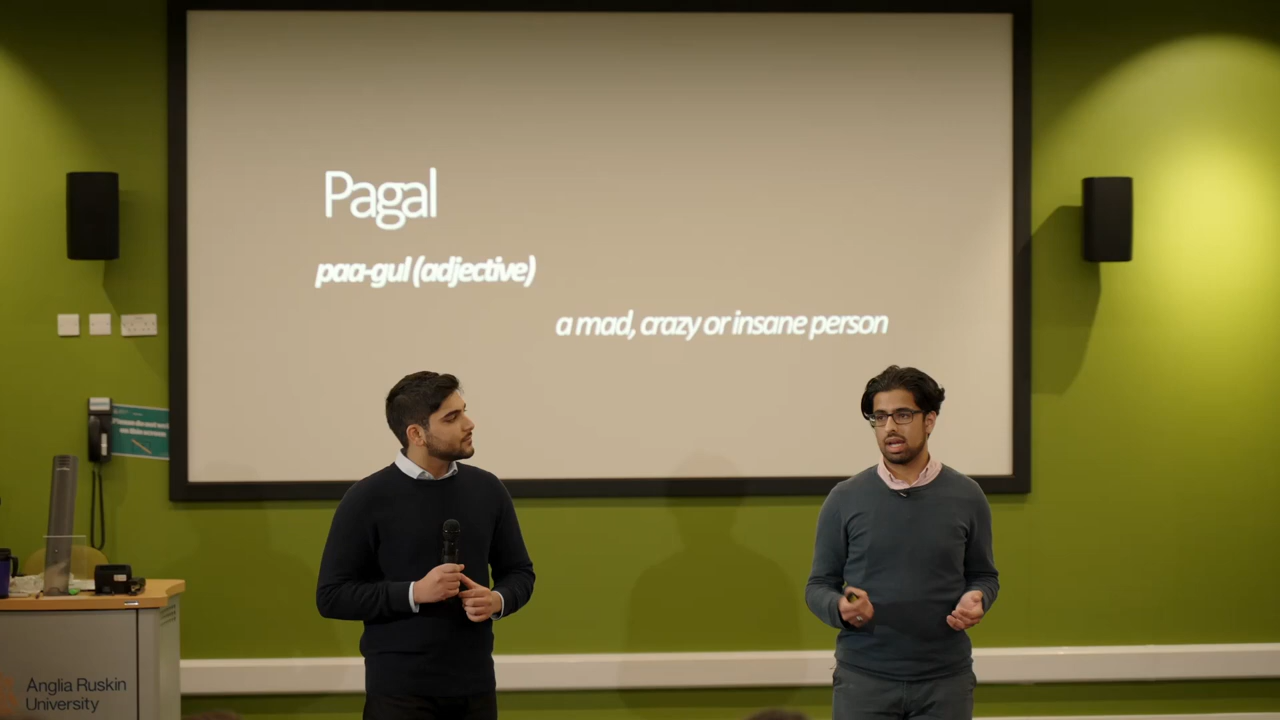 Pagal
paa-gul (adjective)
a mad, crazy or insane person
Anglia Ruskin
University